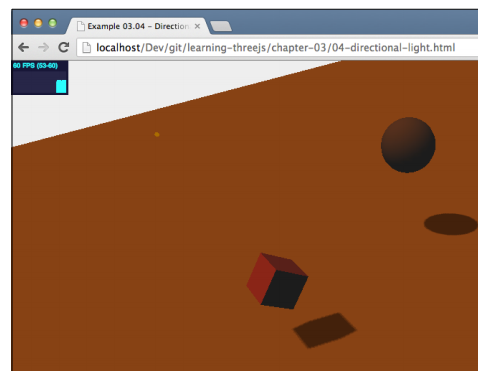 Example 03.04 - Direction
localhost/Dev/git/learning-threejs/chapter-03/04-directional-light.html
60 FPS (53-60)